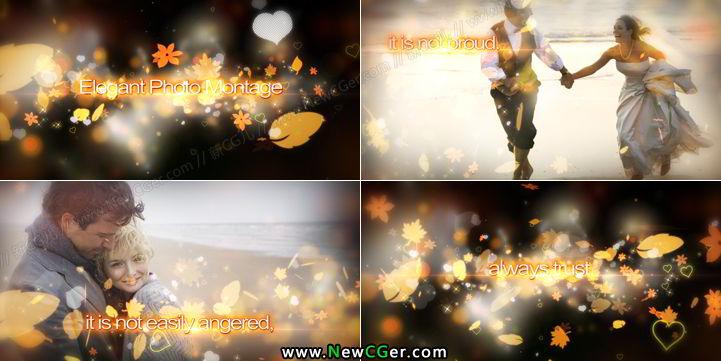 Elegant Photo Montage
it is not proud,
it is not easily angered,
always trust
www.NewCGer.com